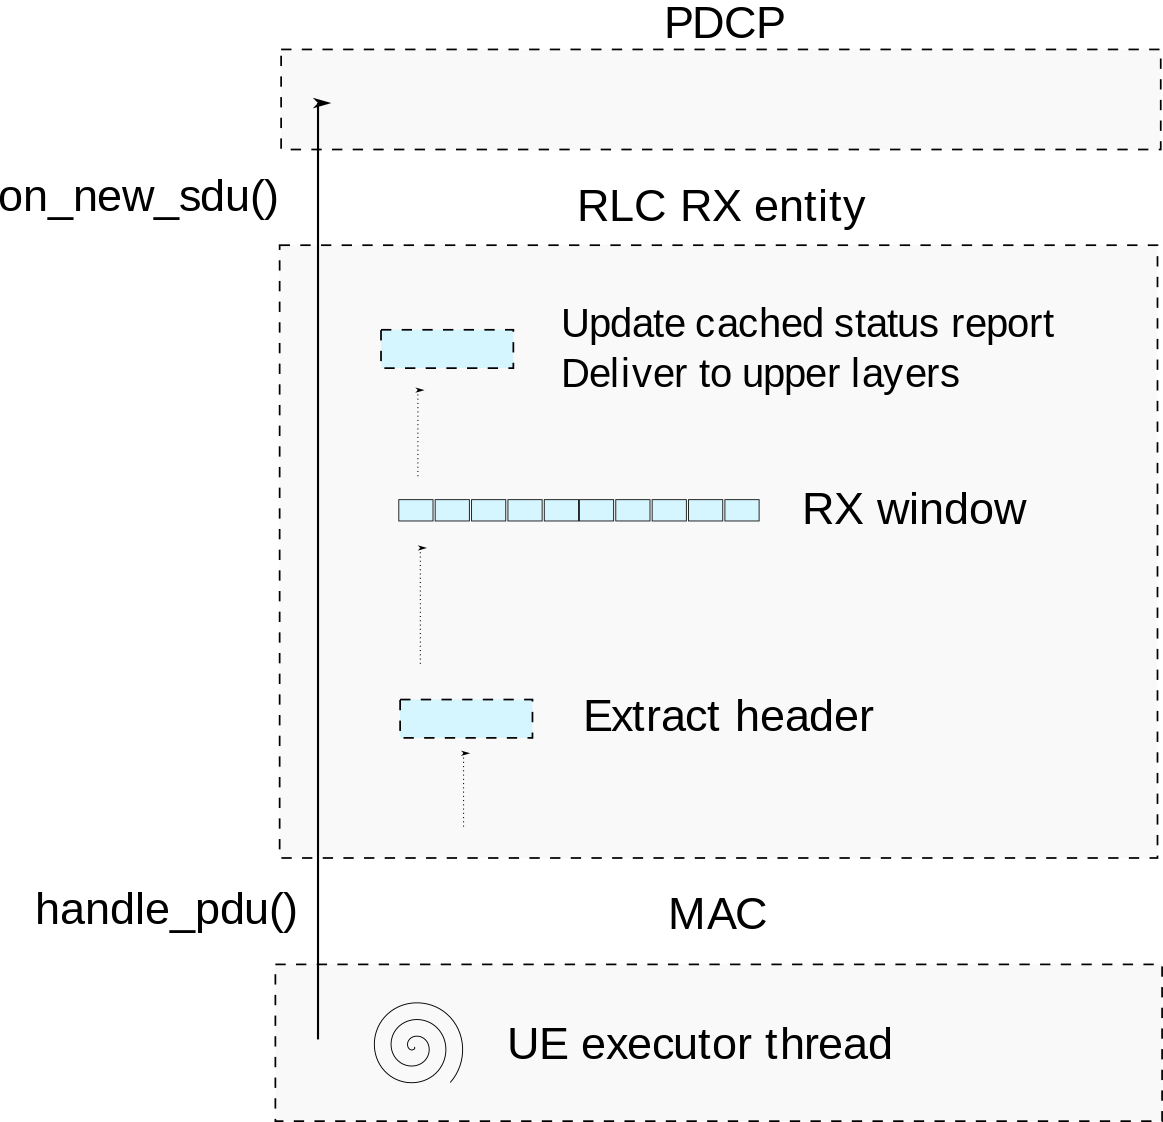 PDCP
on_new_sdu()
RLC RX entity
Update cached status report
Deliver to upper layers
RX window
Extract header
handle_pdu()
MAC
UE executor thread